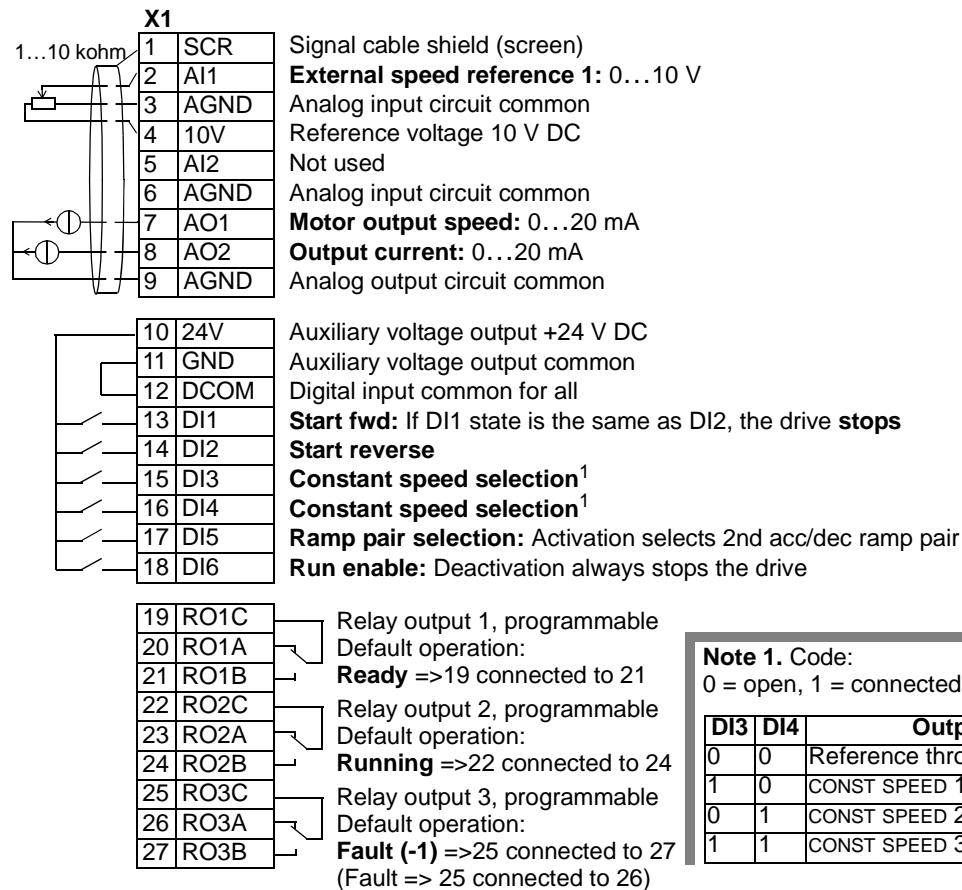 X1
1…10 kohm
1 SCR Signal cable shield (screen)
2 AI1 External speed reference 1: 0…10 V
3 AGND Analog input circuit common
4 10V Reference voltage 10 V DC
5 AI2 Not used
6 AGND Analog input circuit common
7 AO1 Motor output speed: 0…20 mA
8 AO2 Output current: 0…20 mA
9 AGND Analog output circuit common
10 24V Auxiliary voltage output +24 V DC
11 GND Auxiliary voltage output common
12 DCOM Digital input common for all
13 DI1 Start fwd: If DI1 state is the same as DI2, the drive stops
14 DI2 Start reverse
15 DI3 Constant speed selection1
16 DI4 Constant speed selection1
17 DI5 Ramp pair selection: Activation selects 2nd acc/dec ramp pair
18 DI6 Run enable: Deactivation always stops the drive
19 RO1C Relay output 1, programmable
20 RO1A Default operation:
21 RO1B Ready =>19 connected to 21
22 RO2C Relay output 2, programmable
23 RO2A Default operation:
24 RO2B Running =>22 connected to 24
25 RO3C Relay output 3, programmable
26 RO3A Default operation:
27 RO3B Fault (-1) =>25 connected to 27
(Fault => 25 connected to 26)
Note 1. Code:
0 = open, 1 = connected
DI3 DI4
0 0 Reference
1 0 CONST SPEED 1
0 1 CONST SPEED 2
1 1 CONST SPEED 3